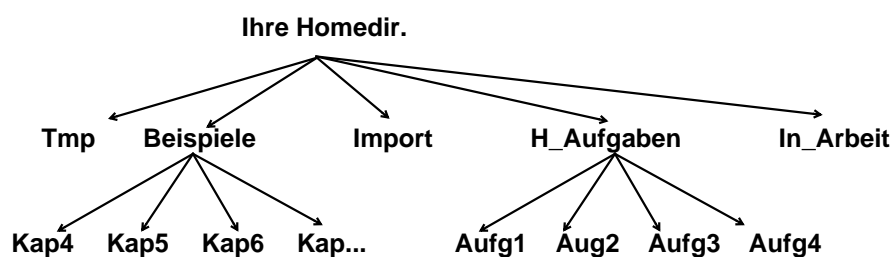 Ihre Homedir.
Tmp Beispiele Import H_Aufgaben In_Arbeit
Kap4 Kap5 Kap6 Kap... Aufg1 Aug2 Aufg3 Aufg4